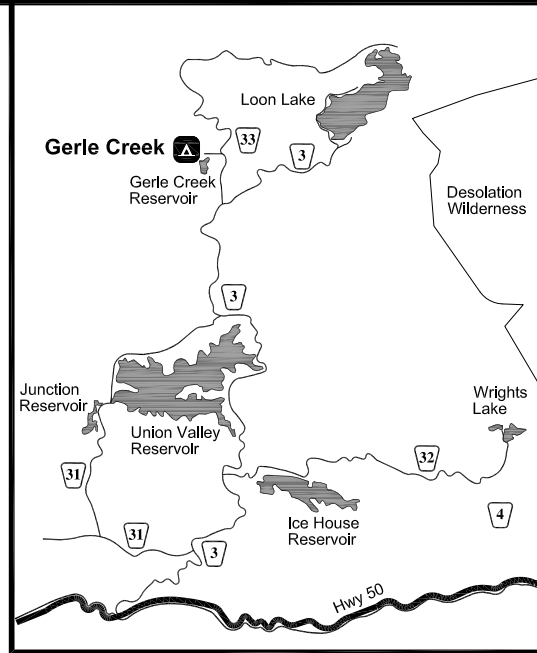 Loon Lake
33
Gerle Creek
3
Gerle Creek
Reservoir
Desolation
Wilderness
3
Junction
Reservoir
Wrights
Lake
Union Valley
Reservoir
32
31
4
Ice House
Reservoir
31
3
Hwy 50